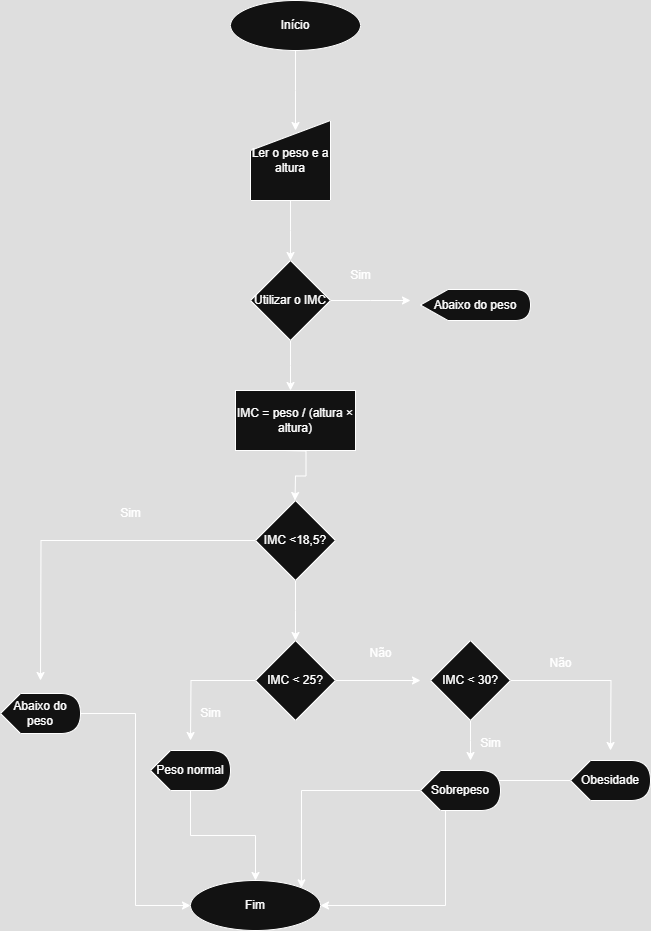 Início
Ler o peso e a
altura
Sim
Utilizar o IMC
Abaixo do peso
IMC = peso / (altura ×
altura)
Sim
IMC <18,5?
Não
Não
IMC < 25?
IMC < 30?
Abaixo do
peso
Sim
Sim
Peso normal
Obesidade
Sobrepeso
Fim